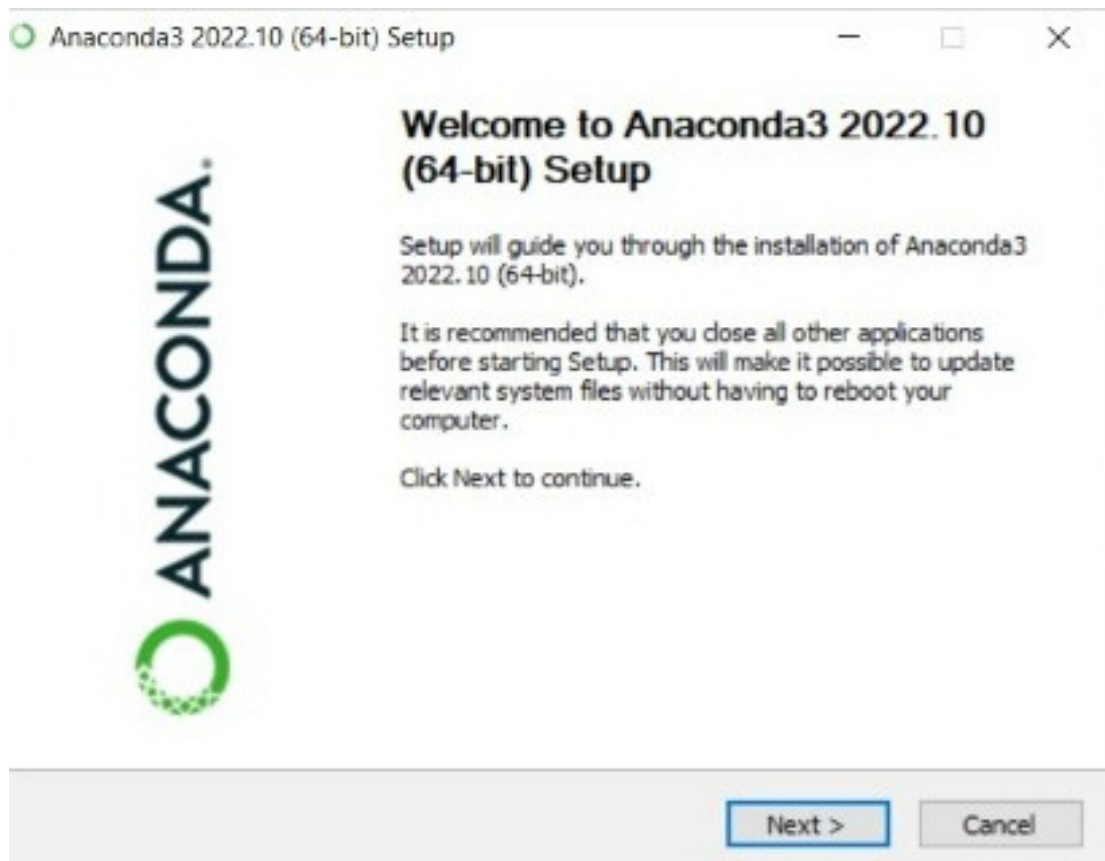 Anaconda3 2022.10 (64-bit) Setup
ANACONDA.
Welcome to Anaconda3 2022.10
(64-bit) Setup
Setup will guide you through the installation of Anaconda3
2022.10 (64-bit).
It is recommended that you close all other applications
before starting Setup. This will make it possible to update
relevant system files without having to reboot your
computer.
Click Next to continue.
Next >
Cancel